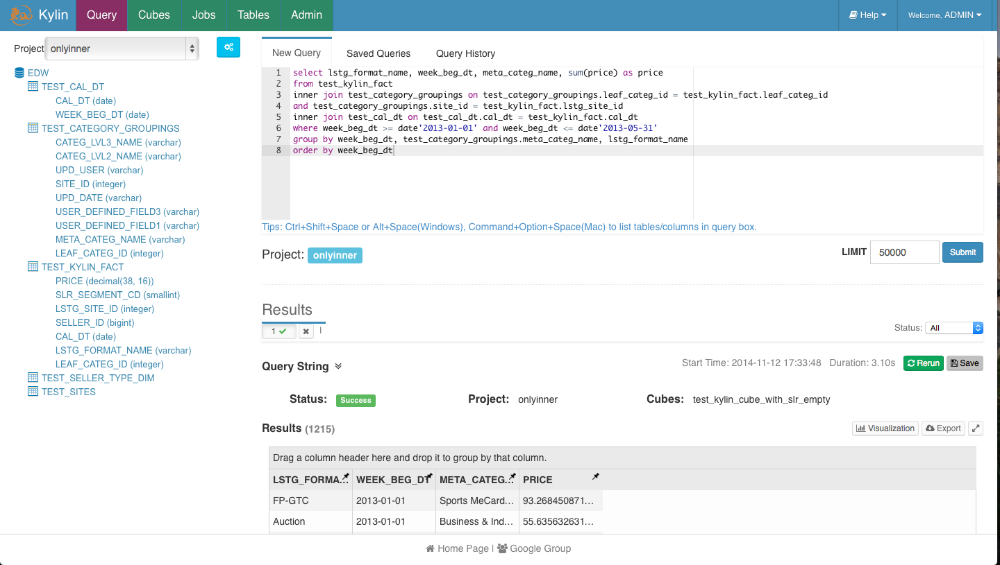 Kylin Query Cubes Jobs Tables Admin Help Welcome, ADMIN
Project onlyinner
EDW
TEST_CAL_DT
CAL_DT (date)
WEEK_BEG_DT (date)
TEST_CATEGORY_GROUPINGS
CATEG_LVL3_NAME (varchar)
CATEG_LVL2_NAME (varchar)
UPD_USER (varchar)
SITE_ID (integer)
UPD_DATE (varchar)
USER_DEFINED_FIELD3 (varchar)
USER_DEFINED_FIELD1 (varchar)
META_CATEG_NAME (varchar)
LEAF_CATEG_ID (integer)
TEST_KYLIN_FACT
PRICE (decimal(38, 16))
SLR_SEGMENT_CD (smallint)
LSTG_SITE_ID (integer)
SELLER_ID (bigint)
CAL_DT (date)
LSTG_FORMAT_NAME (varchar)
LEAF_CATEG_ID (integer)
TEST_SELLER_TYPE_DIM
TEST_SITES
New Query Saved Queries Query History
1 select lstg_format_name, week_beg_dt, meta_categ_name, sum(price) as price
2 from test_kylin_fact
3 inner join test_category_groupings on test_category_groupings.leaf_categ_id = test_kylin_fact.leaf_categ_id
4 and test_category_groupings.site_id = test_kylin_fact.lstg_site_id
5 inner join test_cal_dt on test_cal_dt.cal_dt = test_kylin_fact.cal_dt
6 where week_beg_dt >= date'2013-01-01' and week_beg_dt <= date'2013-05-31'
7 group by week_beg_dt, test_category_groupings.meta_categ_name, lstg_format_name
8 order by week_beg_dt
Tips: Ctrl+Shift+Space or Alt+Space(Windows), Command+Option+Space(Mac) to list tables/columns in query box.
Project: onlyinner LIMIT 50000 Submit
Results
1 | Status: All
Query String Start Time: 2014-11-12 17:33:48 Duration: 3.10s Rerun Save
Status: Success Project: onlyinner Cubes: test_kylin_cube_with_slr_empty
Results (1215) Visualization Export
Drag a column header here and drop it to group by that column.
LSTG_FORMA... WEEK_BEG_DT META_CATEG... PRICE
FP-GTC 2013-01-01 Sports MeCard... 93.268450871...
Auction 2013-01-01 Business & Ind... 55.635632631...
Home Page | Google Group